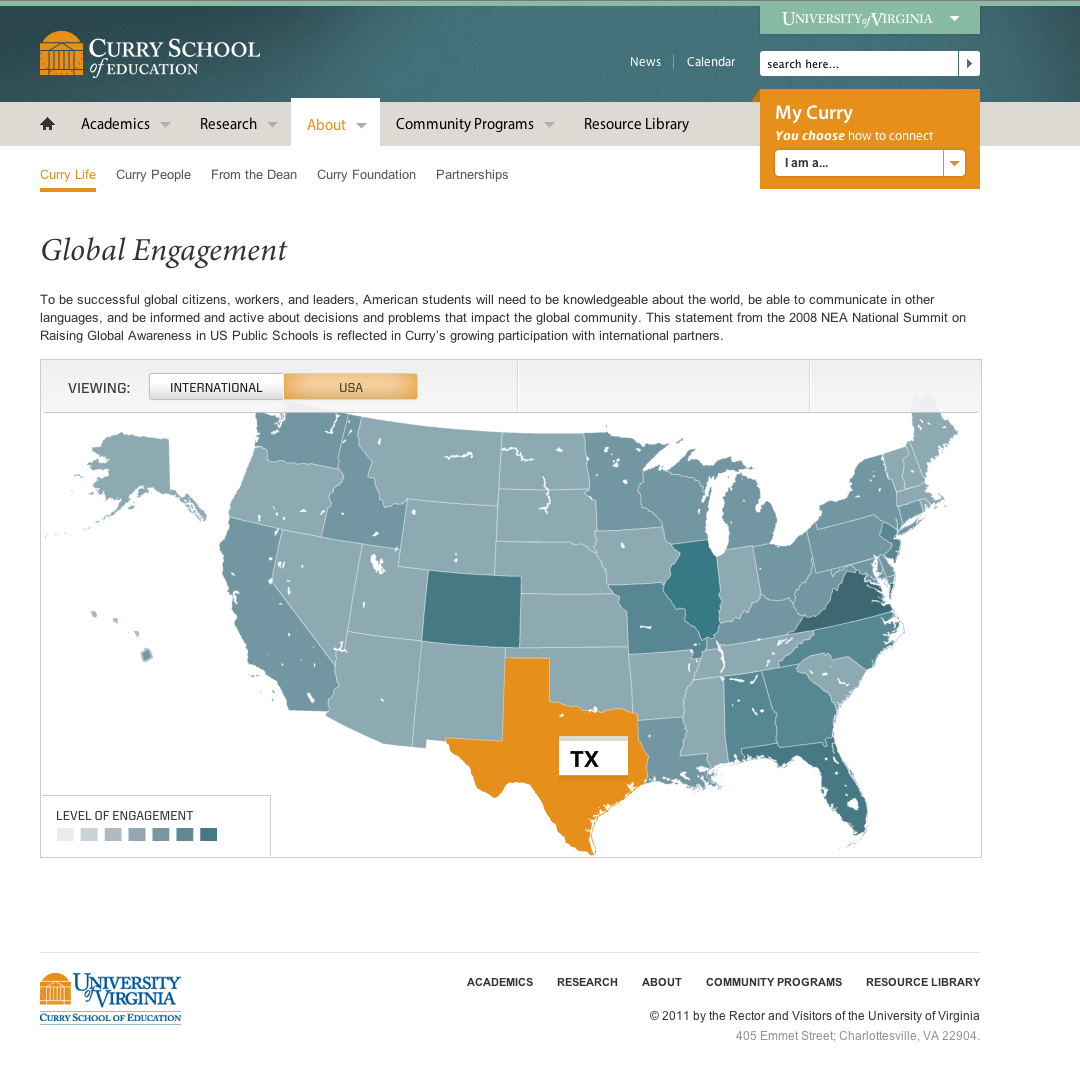 UNIVERSITY of VIRGINIA
CURRY SCHOOL
of EDUCATION
News
Calendar
search here...
Academics
Research
About
Community Programs
Resource Library
My Curry
You choose how to connect
I am a...
Curry Life
Curry People
From the Dean
Curry Foundation
Partnerships
Global Engagement
To be successful global citizens, workers, and leaders, American students will need to be knowledgeable about the world, be able to communicate in other
languages, and be informed and active about decisions and problems that impact the global community. This statement from the 2008 NEA National Summit on
Raising Global Awareness in US Public Schools is reflected in Curry's growing participation with international partners.
VIEWING:
INTERNATIONAL
USA
TX
LEVEL OF ENGAGEMENT
UNIVERSITY
of VIRGINIA
CURRY SCHOOL OF EDUCATION
ACADEMICS
RESEARCH
ABOUT
COMMUNITY PROGRAMS
RESOURCE LIBRARY
© 2011 by the Rector and Visitors of the University of Virginia
405 Emmet Street; Charlottesville, VA 22904.